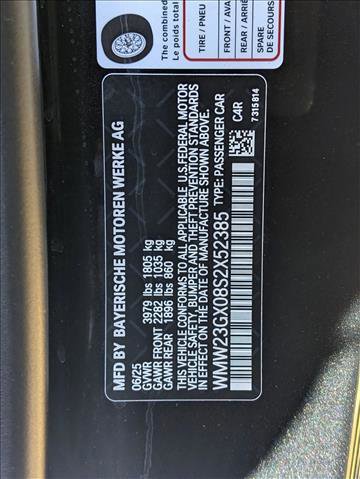 The combined
Le poids total
TIRE / PNEU
FRONT / AVA
REAR / ARRIÈ
SPARE
DE SECOURS
MFD BY BAYERISCHE MOTOREN WERKE AG
06/25
GVWR 3979 lbs 1805 kg
GAWR FRONT 2282 lbs 1035 kg
GAWR REAR 1896 lbs 860 kg
THIS VEHICLE CONFORMS TO ALL APPLICABLE U.S.FEDERAL MOTOR
VEHICLE SAFETY, BUMPER AND THEFT PREVENTION STANDARDS
IN EFFECT ON THE DATE OF MANUFACTURE SHOWN ABOVE.
WMW23GX08S2X52385 TYPE: PASSENGER CAR
C4R
7315814